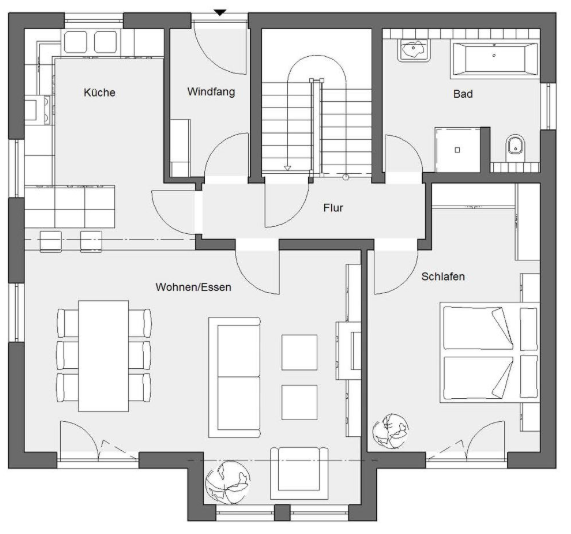 Küche
Windfang
Bad
Flur
Schlafen
Wohnen/Essen